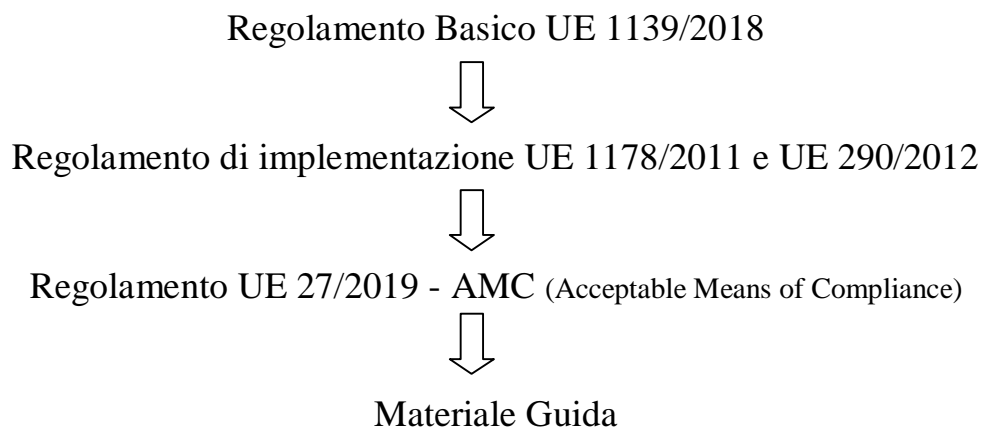 Regolamento Basico UE 1139/2018
Regolamento di implementazione UE 1178/2011 e UE 290/2012
Regolamento UE 27/2019 - AMC (Acceptable Means of Compliance)
Materiale Guida